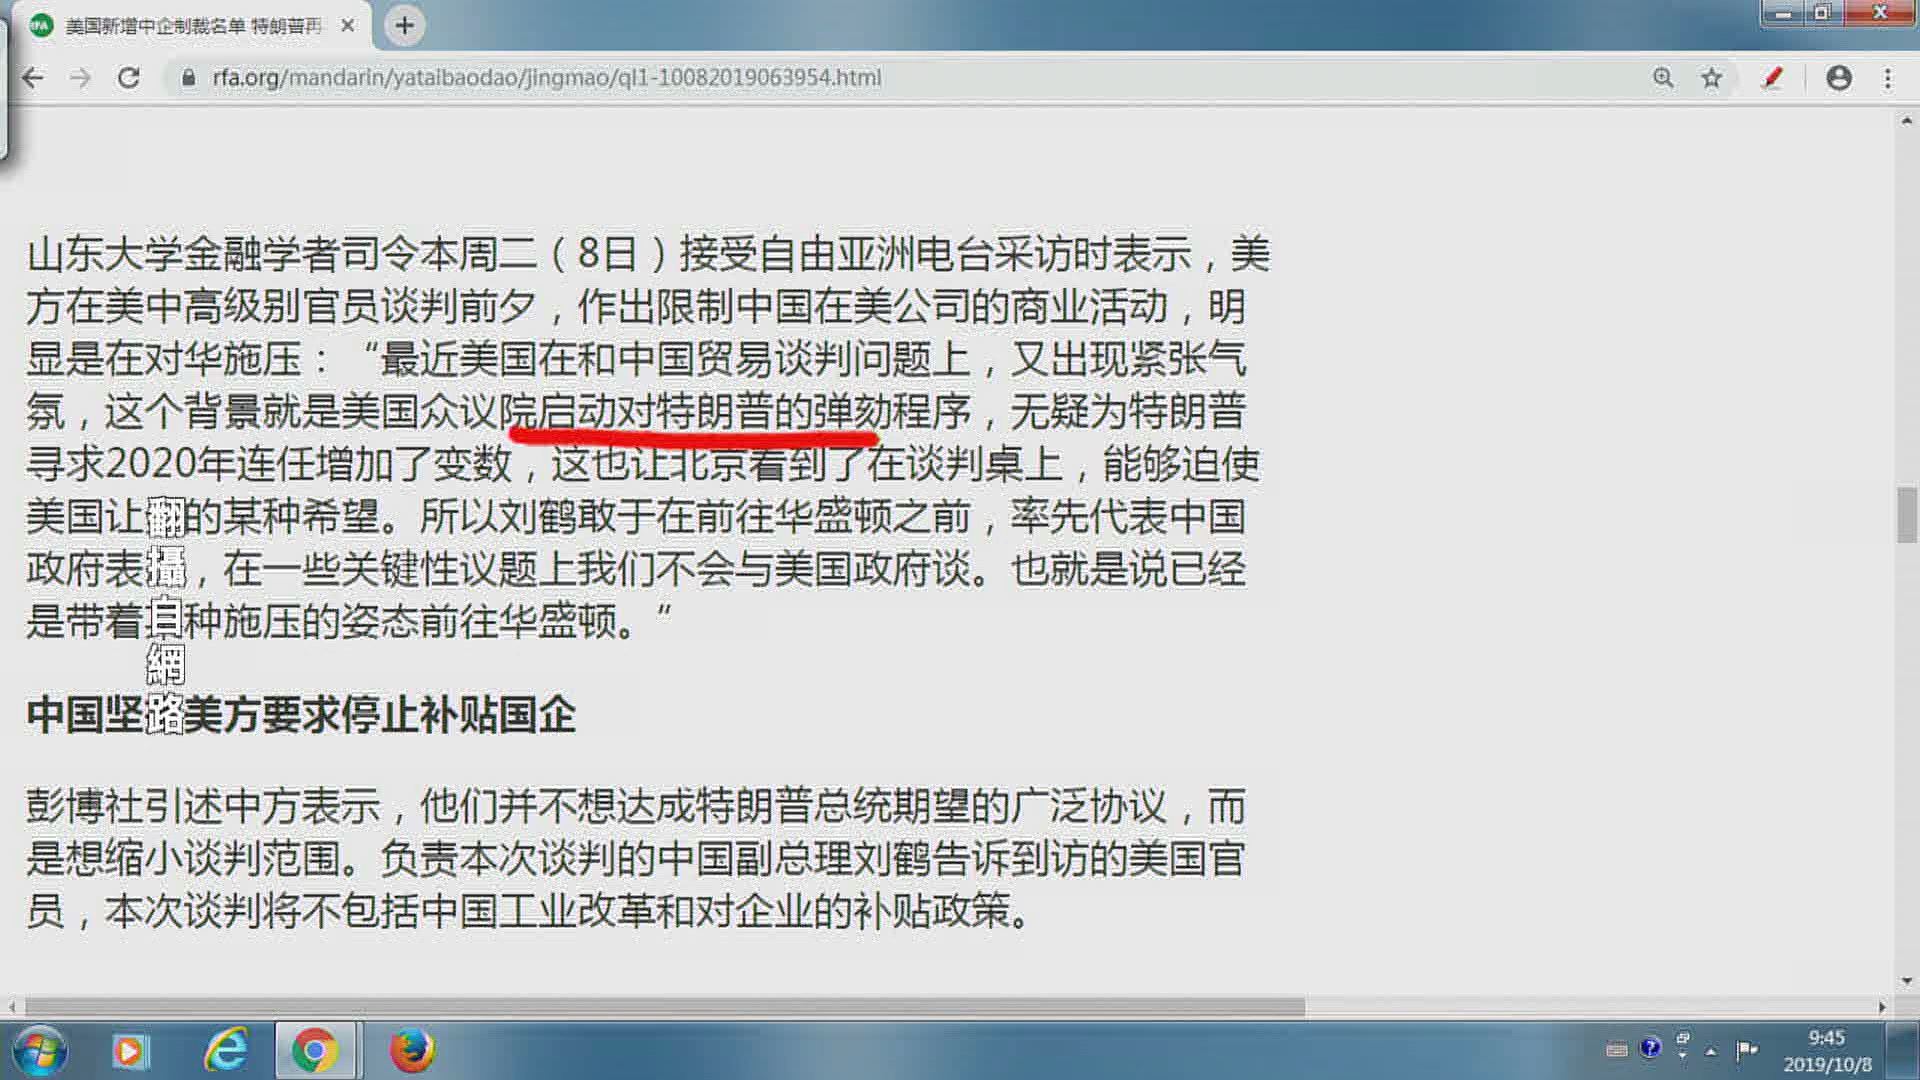 美国新增中企制裁名单 特朗普再
rfa.org/mandarin/yataibaodao/jingmao/ql1-10082019063954.html
山东大学金融学者司令本周二（8日）接受自由亚洲电台采访时表示，美
方在美中高级别官员谈判前夕，作出限制中国在美公司的商业活动，明
显是在对华施压：“最近美国在和中国贸易谈判问题上，又出现紧张气
氛，这个背景就是美国众议院启动对特朗普的弹劾程序，无疑为特朗普
寻求2020年连任增加了变数，这也让北京看到了在谈判桌上，能够迫使
美国让的某种希望。所以刘鹤敢于在前往华盛顿之前，率先代表中国
政府表，在一些关键性议题上我们不会与美国政府谈。也就是说已经
是带着种施压的姿态前往华盛顿。”
中国坚美方要求停止补贴国企
彭博社引述中方表示，他们并不想达成特朗普总统期望的广泛协议，而
是想缩小谈判范围。负责本次谈判的中国副总理刘鹤告诉到访的美国官
员，本次谈判将不包括中国工业改革和对企业的补贴政策。
翻攝自網路
9:45
2019/10/8